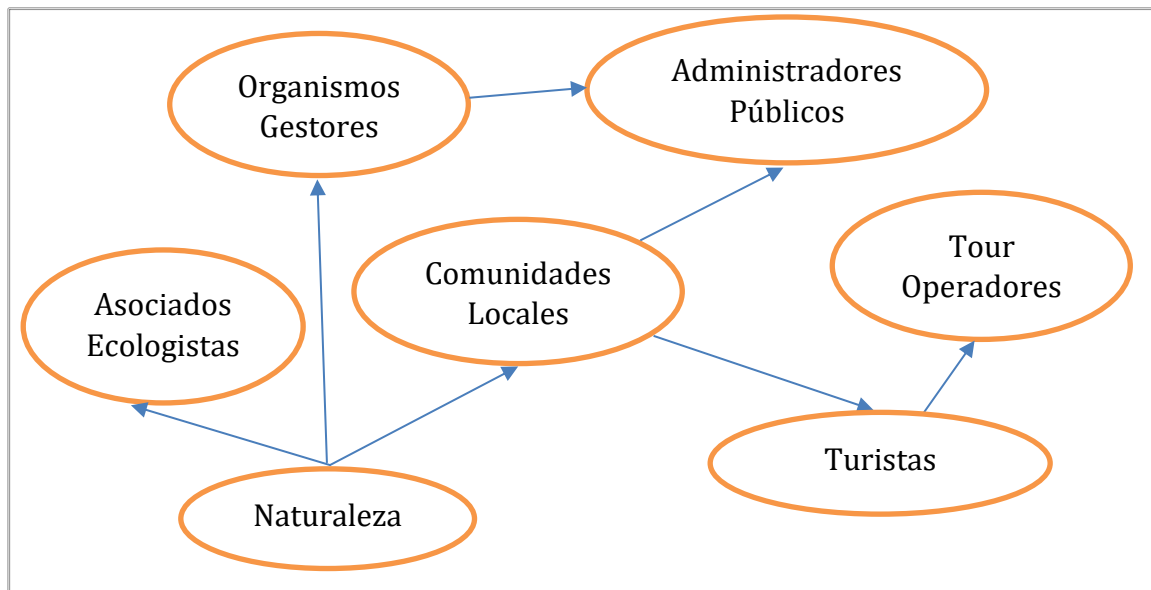 Organismos
Gestores
Administradores
Públicos
Asociados
Ecologistas
Comunidades
Locales
Tour
Operadores
Naturaleza
Turistas